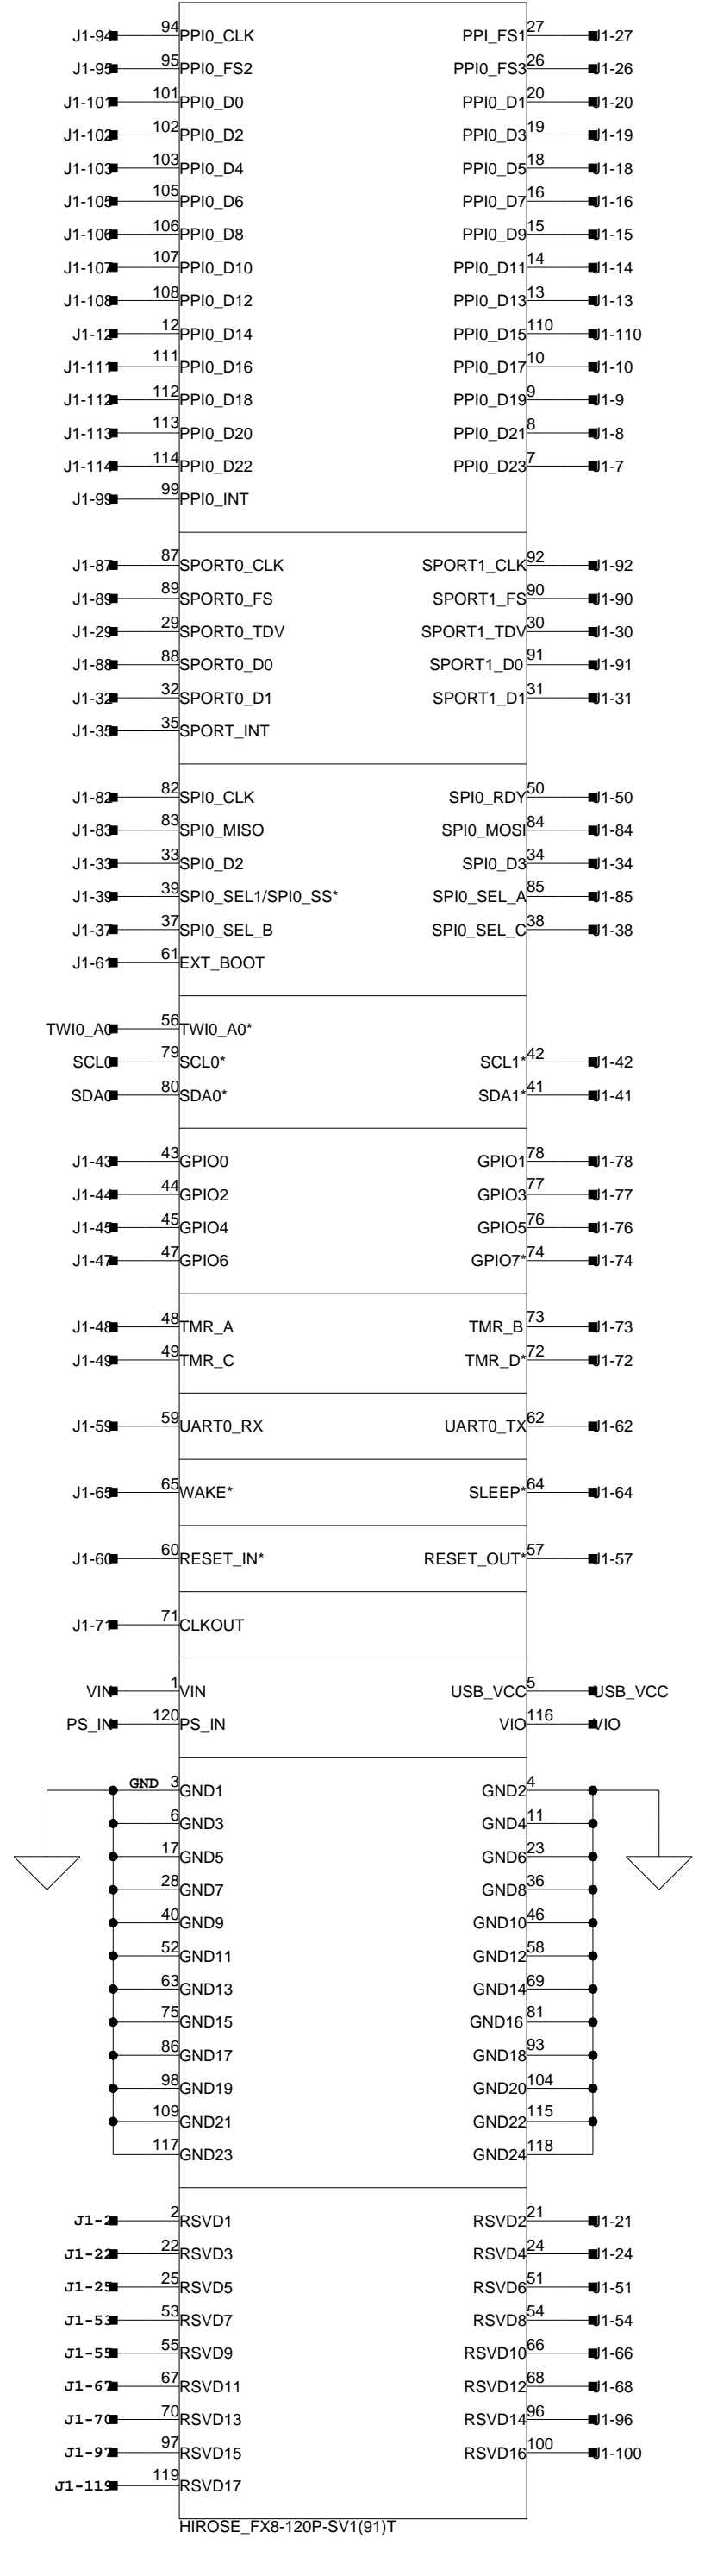 J1-94 94 PPI0_CLK PPI_FS1 27 J1-27
J1-95 95 PPI0_FS2 PPI0_FS3 26 J1-26
J1-101 101 PPI0_D0 PPI0_D1 20 J1-20
J1-102 102 PPI0_D2 PPI0_D3 19 J1-19
J1-103 103 PPI0_D4 PPI0_D5 18 J1-18
J1-105 105 PPI0_D6 PPI0_D7 16 J1-16
J1-106 106 PPI0_D8 PPI0_D9 15 J1-15
J1-107 107 PPI0_D10 PPI0_D11 14 J1-14
J1-108 108 PPI0_D12 PPI0_D13 13 J1-13
J1-12 12 PPI0_D14 PPI0_D15 110 J1-110
J1-111 111 PPI0_D16 PPI0_D17 10 J1-10
J1-112 112 PPI0_D18 PPI0_D19 9 J1-9
J1-113 113 PPI0_D20 PPI0_D21 8 J1-8
J1-114 114 PPI0_D22 PPI0_D23 7 J1-7
J1-99 99 PPI0_INT
J1-87 87 SPORT0_CLK SPORT1_CLK 92 J1-92
J1-89 89 SPORT0_FS SPORT1_FS 90 J1-90
J1-29 29 SPORT0_TDV SPORT1_TDV 30 J1-30
J1-88 88 SPORT0_D0 SPORT1_D0 91 J1-91
J1-32 32 SPORT0_D1 SPORT1_D1 31 J1-31
J1-35 35 SPORT_INT
J1-82 82 SPI0_CLK SPI0_RDY 50 J1-50
J1-83 83 SPI0_MISO SPI0_MOSI 84 J1-84
J1-33 33 SPI0_D2 SPI0_D3 34 J1-34
J1-39 39 SPI0_SEL1/SPI0_SS* SPI0_SEL_A 85 J1-85
J1-37 37 SPI0_SEL_B SPI0_SEL_C 38 J1-38
J1-61 61 EXT_BOOT
TWI0_A0 56 TWI0_A0*
SCL0 79 SCL0* SCL1* 42 J1-42
SDA0 80 SDA0* SDA1* 41 J1-41
J1-43 43 GPIO0 GPIO1 78 J1-78
J1-44 44 GPIO2 GPIO3 77 J1-77
J1-45 45 GPIO4 GPIO5 76 J1-76
J1-47 47 GPIO6 GPIO7* 74 J1-74
J1-48 48 TMR_A TMR_B 73 J1-73
J1-49 49 TMR_C TMR_D* 72 J1-72
J1-59 59 UART0_RX UART0_TX 62 J1-62
J1-65 65 WAKE* SLEEP* 64 J1-64
J1-60 60 RESET_IN* RESET_OUT* 57 J1-57
J1-71 71 CLKOUT
VIN 1 VIN USB_VCC 5 USB_VCC
PS_IN 120 PS_IN VIO 116 VIO
GND 3 GND1 GND2 4
6 GND3 GND4 11
17 GND5 GND6 23
28 GND7 GND8 36
40 GND9 GND10 46
52 GND11 GND12 58
63 GND13 GND14 69
75 GND15 GND16 81
86 GND17 GND18 93
98 GND19 GND20 104
109 GND21 GND22 115
117 GND23 GND24 118
J1-2 2 RSVD1 RSVD2 21 J1-21
J1-22 22 RSVD3 RSVD4 24 J1-24
J1-25 25 RSVD5 RSVD6 51 J1-51
J1-53 53 RSVD7 RSVD8 54 J1-54
J1-55 55 RSVD9 RSVD10 66 J1-66
J1-67 67 RSVD11 RSVD12 68 J1-68
J1-70 70 RSVD13 RSVD14 96 J1-96
J1-97 97 RSVD15 RSVD16 100 J1-100
J1-119 119 RSVD17
HIROSE_FX8-120P-SV1(91)T